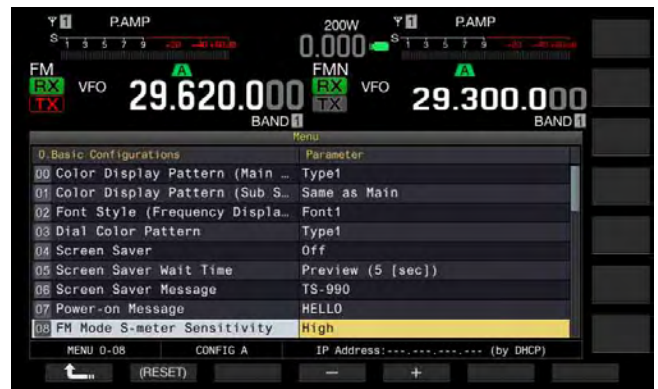 1 P.AMP 200W 1 P.AMP
S 1 3 5 7 9 +20 +40 +60dB 0.000 S 1 3 5 7 9 +20 +40 +60dB
FM A FMN A
RX VFO 29.620.000 RX VFO 29.300.000
TX TX
BAND 1 BAND 1
Menu
0.Basic Configurations Parameter
00 Color Display Pattern (Main … Type1
01 Color Display Pattern (Sub S… Same as Main
02 Font Style (Frequency Displa… Font1
03 Dial Color Pattern Type1
04 Screen Saver Off
05 Screen Saver Wait Time Preview (5 [sec])
06 Screen Saver Message TS-990
07 Power-on Message HELLO
08 FM Mode S-meter Sensitivity High
MENU 0-08 CONFIG A IP Address:---.---.---.--- (by DHCP)
(RESET) − +